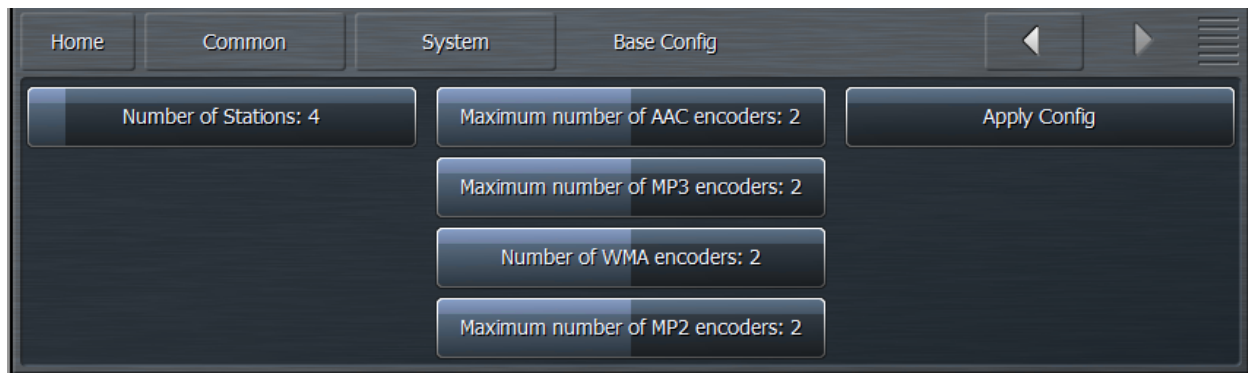 Home
Common
System
Base Config
Number of Stations: 4
Maximum number of AAC encoders: 2
Apply Config
Maximum number of MP3 encoders: 2
Number of WMA encoders: 2
Maximum number of MP2 encoders: 2